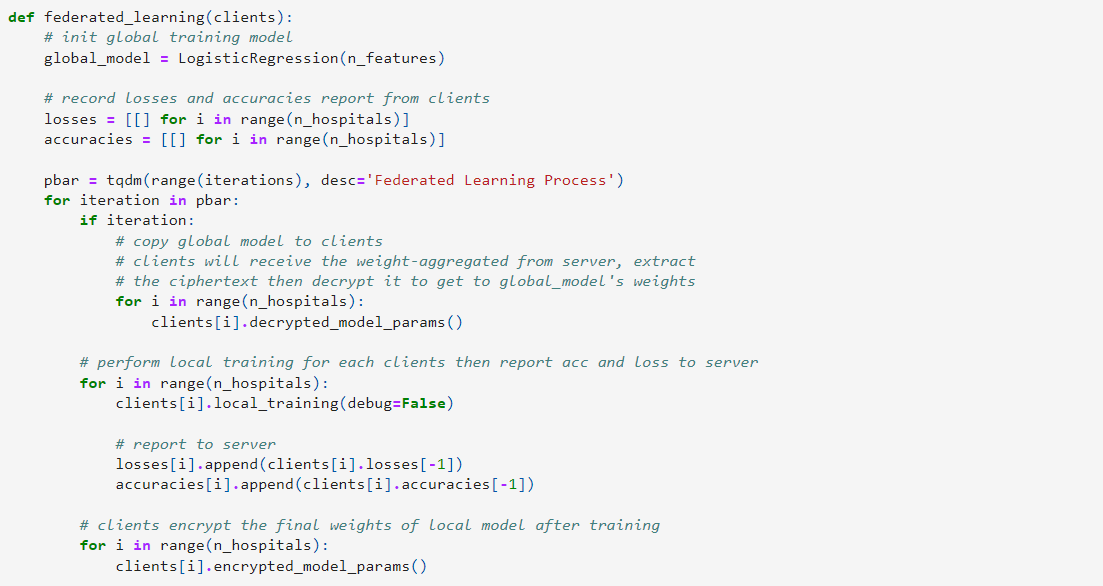 def federated_learning(clients):
    # init global training model
    global_model = LogisticRegression(n_features)

    # record losses and accuracies report from clients
    losses = [[] for i in range(n_hospitals)]
    accuracies = [[] for i in range(n_hospitals)]

    pbar = tqdm(range(iterations), desc='Federated Learning Process')
    for iteration in pbar:
        if iteration:
            # copy global model to clients
            # clients will receive the weight-aggregated from server, extract
            # the ciphertext then decrypt it to get to global_model's weights
            for i in range(n_hospitals):
                clients[i].decrypted_model_params()

        # perform local training for each clients then report acc and loss to server
        for i in range(n_hospitals):
            clients[i].local_training(debug=False)

            # report to server
            losses[i].append(clients[i].losses[-1])
            accuracies[i].append(clients[i].accuracies[-1])

        # clients encrypt the final weights of local model after training
        for i in range(n_hospitals):
            clients[i].encrypted_model_params()